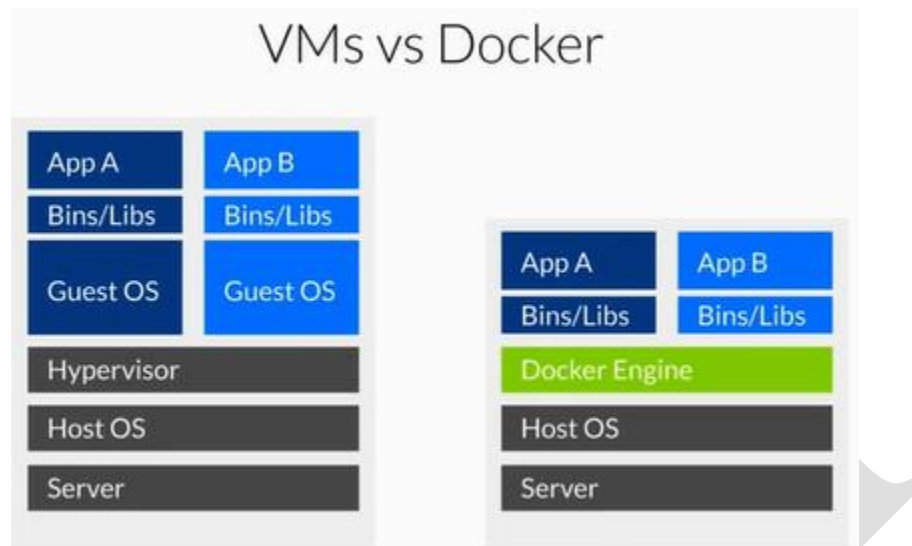 VMs vs Docker
App A
App B
Bins/Libs
Bins/Libs
Guest OS
Guest OS
Hypervisor
Host OS
Server
App A
App B
Bins/Libs
Bins/Libs
Docker Engine
Host OS
Server